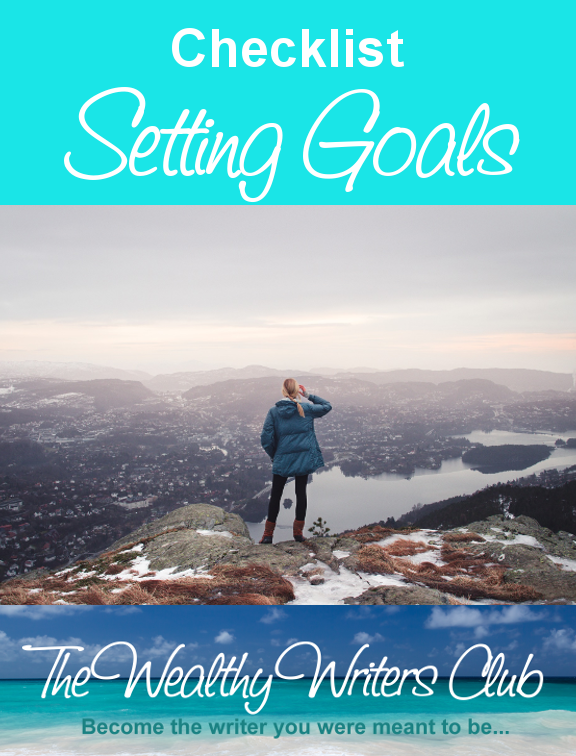 Checklist
Setting Goals
The Wealthy Writers Club
Become the writer you were meant to be...